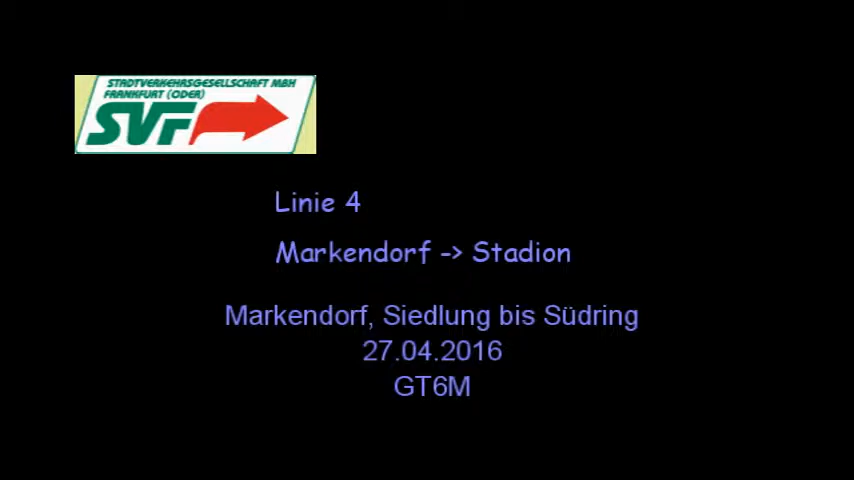 STADTVERKEHRSGESELLSCHAFT MBH
FRANKFURT (ODER)
SVF
Linie 4
Markendorf -> Stadion
Markendorf, Siedlung bis Südring
27.04.2016
GT6M